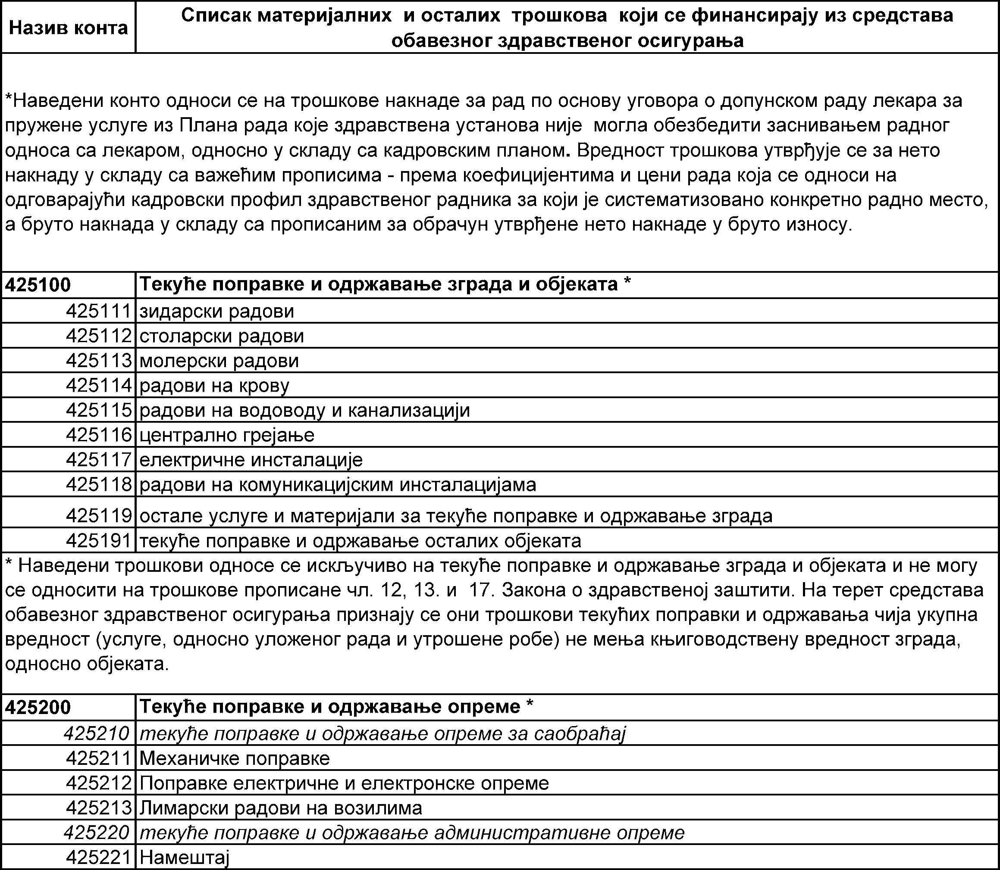 Назив конта
Списак материјалних и осталих трошкова који се финансирају из средстава
обавезног здравственог осигурања
*Наведени конто односи се на трошкове накнаде за рад по основу уговора о допунском раду лекара за
пружене услуге из Плана рада које здравствена установа није могла обезбедити заснивањем радног
односа са лекаром, односно у складу са кадровским планом. Вредност трошкова утврђује се за нето
накнаду у складу са важећим прописима - према коефицијентима и цени рада која се односи на
одговарајући кадровски профил здравственог радника за који је систематизовано конкретно радно место,
а бруто накнада у складу са прописаним за обрачун утврђене нето накнаде у бруто износу.
425100 Текуће поправке и одржавање зграда и објеката *
425111 зидарски радови
425112 столарски радови
425113 молерски радови
425114 радови на крову
425115 радови на водоводу и канализацији
425116 централно грејање
425117 електричне инсталације
425118 радови на комуникацијским инсталацијама
425119 остале услуге и материјали за текуће поправке и одржавање зграда
425191 текуће поправке и одржавање осталих објеката
* Наведени трошкови односе се искључиво на текуће поправке и одржавање зграда и објеката и не могу
се односити на трошкове прописане чл. 12, 13. и 17. Закона о здравственој заштити. На терет средстава
обавезног здравственог осигурања признају се они трошкови текућих поправки и одржавања чија укупна
вредност (услуге, односно уложеног рада и утрошене робе) не мења књиговодствену вредност зграда,
односно објеката.
425200 Текуће поправке и одржавање опреме *
425210 текуће поправке и одржавање опреме за саобраћај
425211 Механичке поправке
425212 Поправке електричне и електронске опреме
425213 Лимарски радови на возилима
425220 текуће поправке и одржавање административне опреме
425221 Намештај